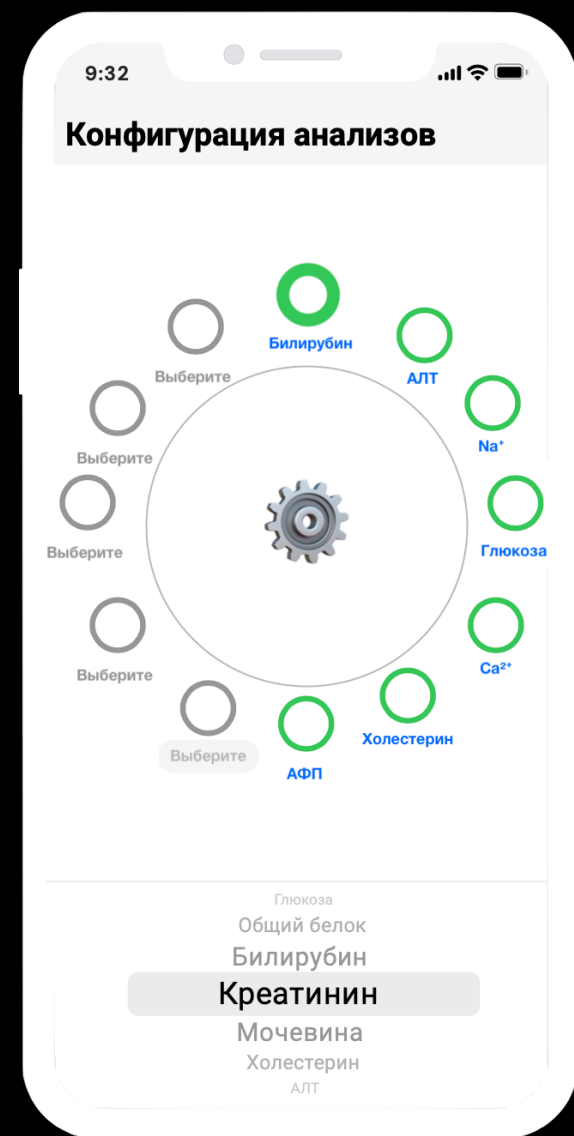 9:32
Конфигурация анализов
Билирубин
Выберите
АЛТ
Na⁺
Выберите
Глюкоза
Выберите
Ca²⁺
Выберите
Холестерин
Выберите
АФП
Глюкоза
Общий белок
Билирубин
Креатинин
Мочевина
Холестерин
АЛТ